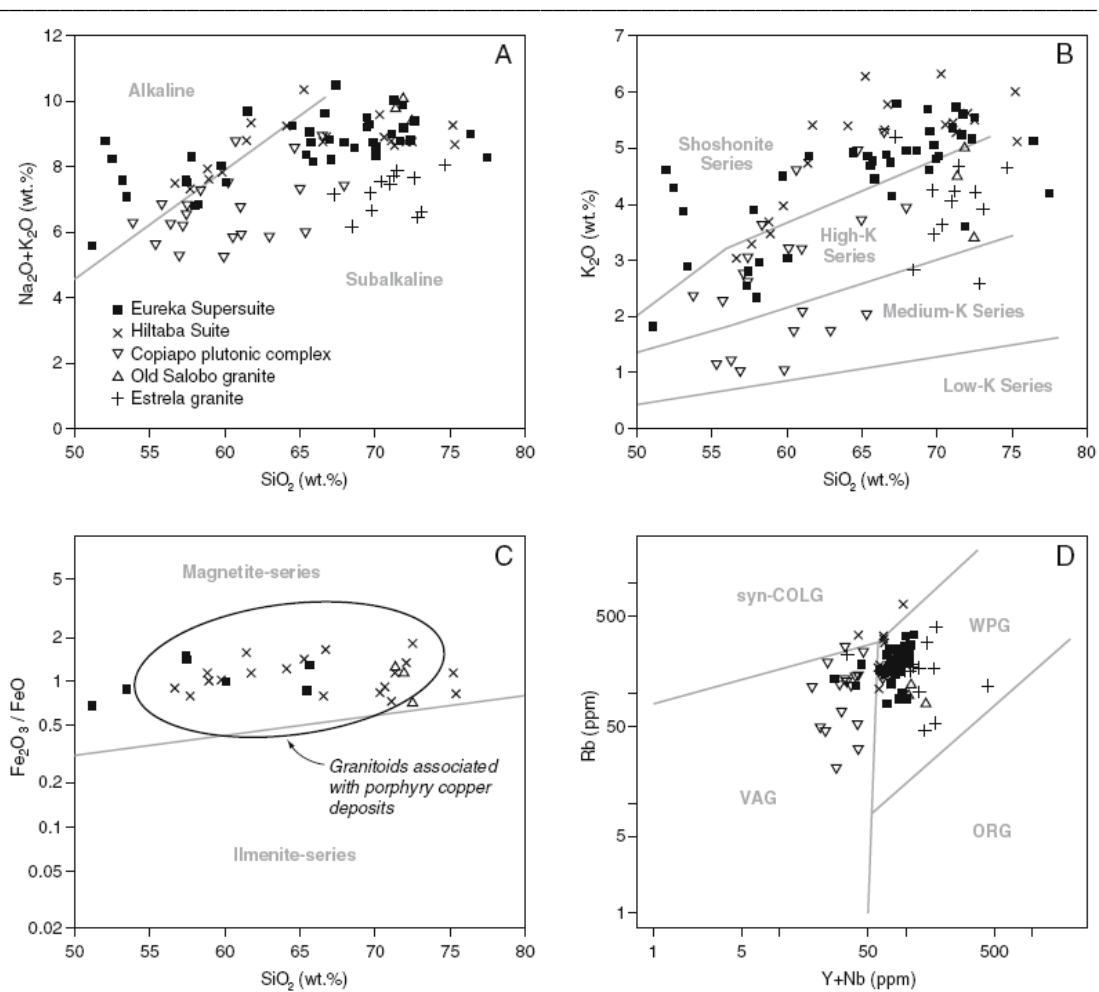 A
Na2O+K2O (wt.%)
12
10
8
6
4
2
0
Alkaline
Subalkaline
Eureka Supersuite
Hiltaba Suite
Copiapo plutonic complex
Old Salobo granite
Estrela granite
50 55 60 65 70 75 80
SiO2 (wt.%)
B
K2O (wt.%)
7
6
5
4
3
2
1
0
Shoshonite
Series
High-K
Series
Medium-K Series
Low-K Series
50 55 60 65 70 75 80
SiO2 (wt.%)
C
Fe2O3 / FeO
5
2
1
0.5
0.2
0.1
0.05
0.02
Magnetite-series
Granitoids associated
with porphyry copper
deposits
Ilmenite-series
50 55 60 65 70 75 80
SiO2 (wt.%)
D
Rb (ppm)
500
50
5
1
syn-COLG
WPG
VAG
ORG
1 5 50 500
Y+Nb (ppm)